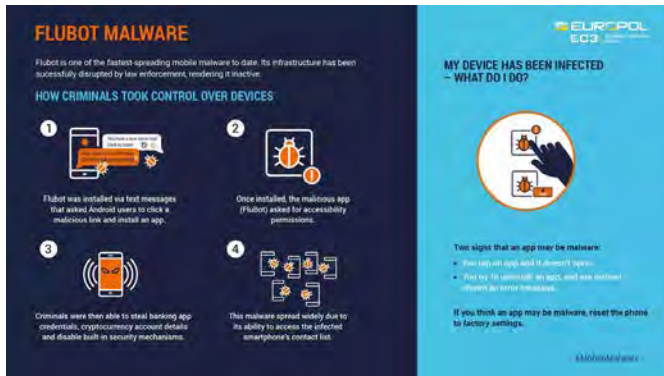 FLUBOT MALWARE
Flubot is one of the fastest-spreading mobile malware to date. Its infrastructure has been
sucessfully disrupted by law enforcement, rendering it inactive.
HOW CRIMINALS TOOK CONTROL OVER DEVICES
1
Flubot was installed via text messages
that asked Android users to click a
malicious link and install an app.
2
Once installed, the malicious app
(FluBot) asked for accessibility
permissions.
3
Criminals were then able to steal banking app
credentials, cryptocurrency account details
and disable built-in security mechanisms.
4
This malware spread widely due to
its ability to access the infected
smartphone's contact list.
EUROPOL
EC3
MY DEVICE HAS BEEN INFECTED
– WHAT DO I DO?
Two signs that an app may be malware:
• You tap an app and it doesn't open.
• You try to uninstall an app, and are instead
an error message.
If you think an app may be malware, reset the phone
to factory settings.
#MobileMalware